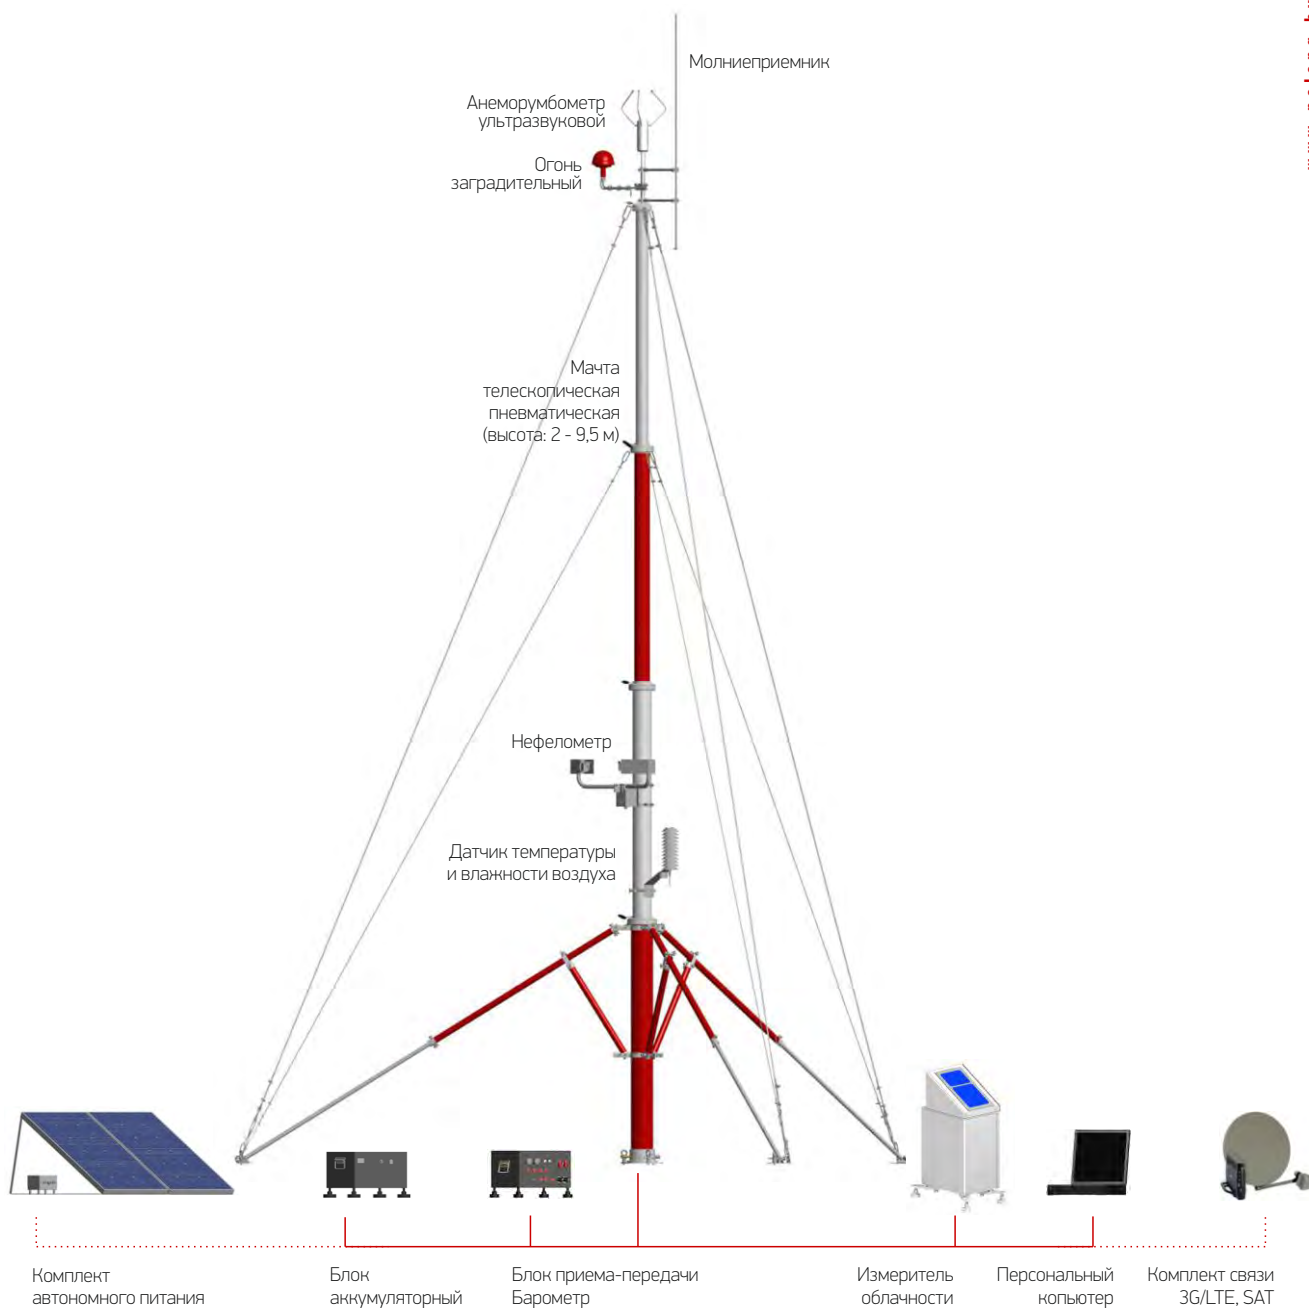 Молниеприемник
Анеморумбометр
ультразвуковой
Огонь
заградительный
Мачта
телескопическая
пневматическая
(высота: 2 - 9,5 м)
Нефелометр
Датчик температуры
и влажности воздуха
Комплект
автономного питания
Блок
аккумуляторный
Блок приема-передачи
Барометр
Измеритель
облачности
Персональный
копьютер
Комплект связи
3G/LTE, SAT